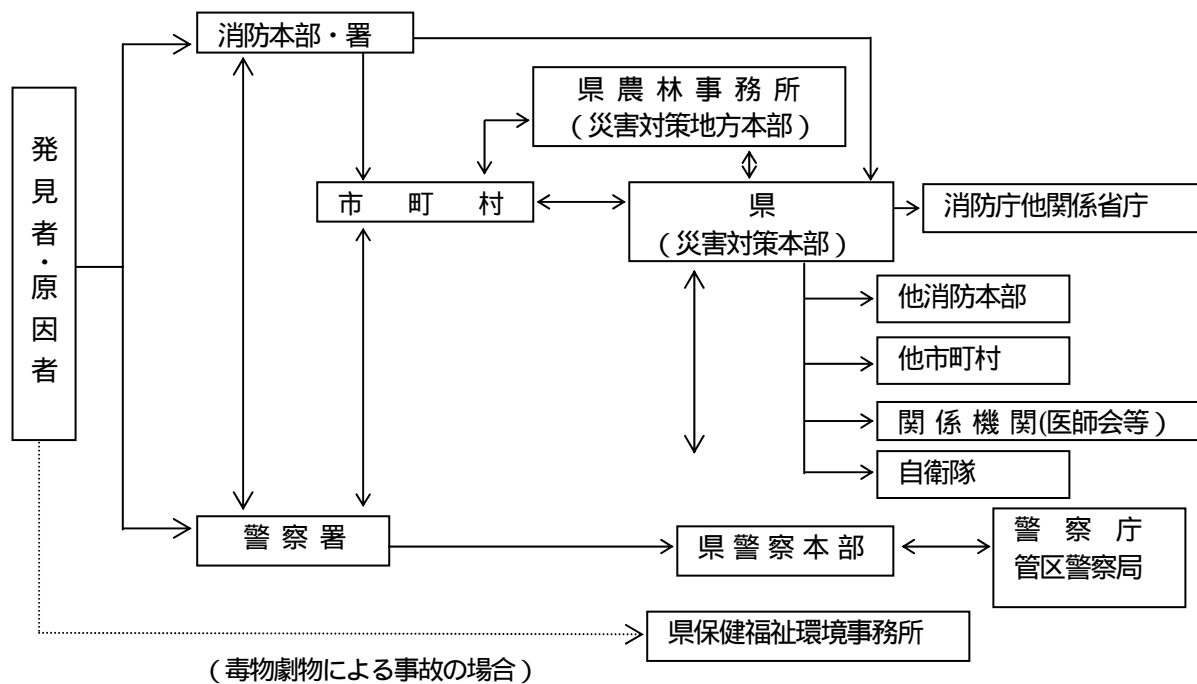 消防本部・署
県農林事務所
(災害対策地方本部)
発見者・原因者
市町村
県
(災害対策本部)
消防庁他関係省庁
他消防本部
他市町村
関係機関(医師会等)
自衛隊
警察署
県警察本部
警察庁
管区警察局
県保健福祉環境事務所
(毒物劇物による事故の場合)